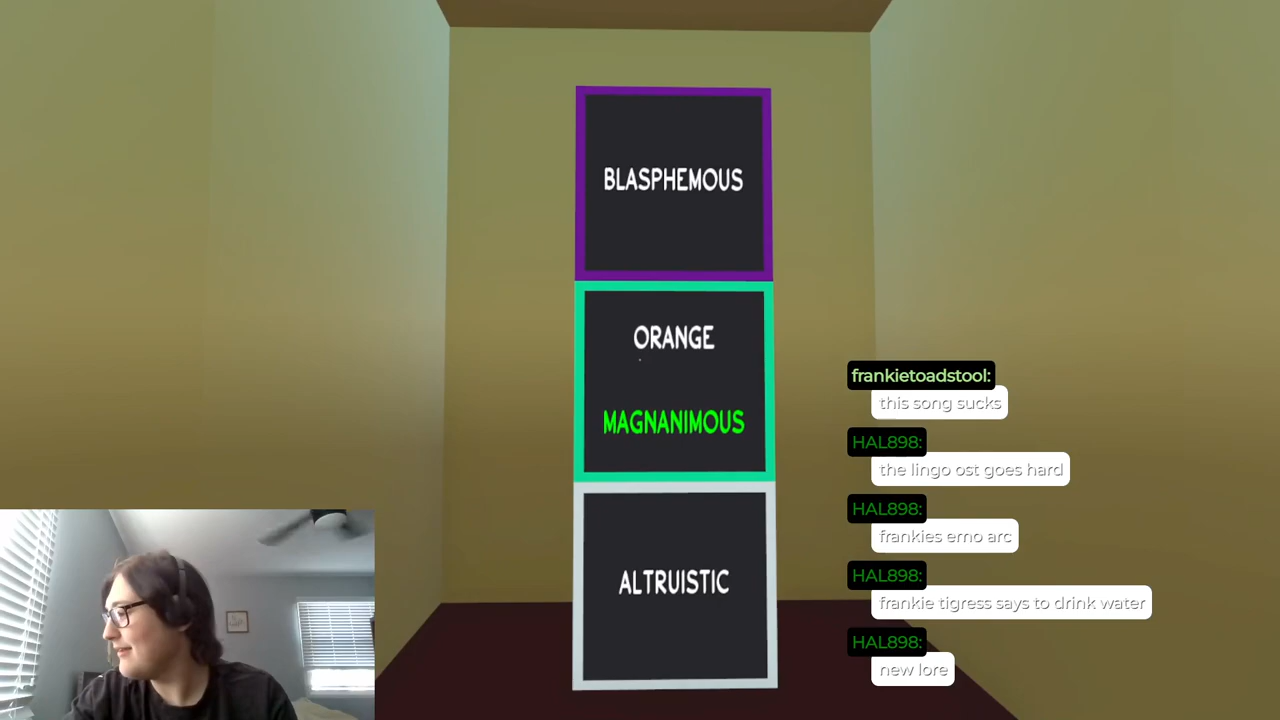 BLASPHEMOUS
ORANGE
MAGNANIMOUS
ALTRUISTIC
frankietoadstool:
this song sucks
HAL898:
the lingo ost goes hard
HAL898:
frankies emo arc
HAL898:
frankie tigress says to drink water
HAL898:
new lore